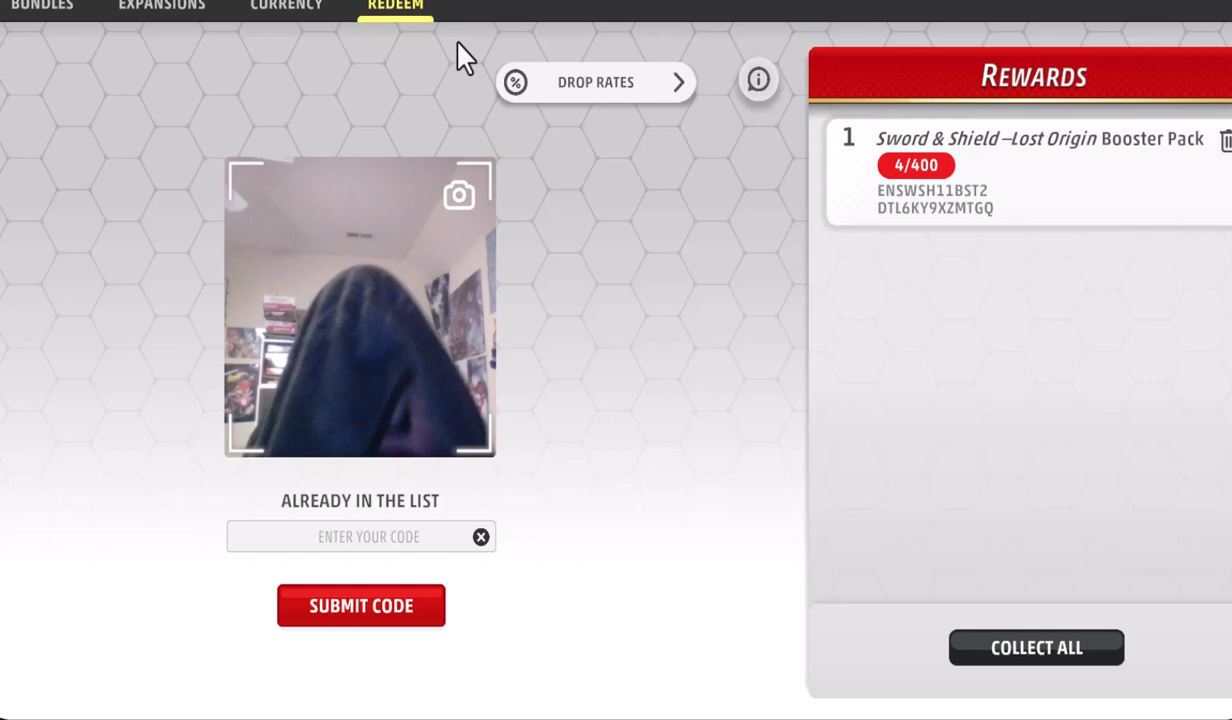 BUNDLES
EXPANSIONS
CURRENCY
REDEEM
%
DROP RATES
ALREADY IN THE LIST
ENTER YOUR CODE
SUBMIT CODE
REWARDS
1
Sword & Shield—Lost Origin Booster Pack
4/400
ENSWSH11BST2
DTL6KY9XZMTGQ
COLLECT ALL